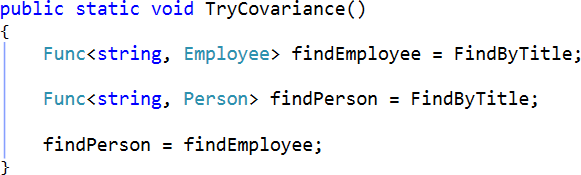 public static void TryCovariance()
{
Func<string, Employee> findEmployee = FindByTitle;
Func<string, Person> findPerson = FindByTitle;
findPerson = findEmployee;
}